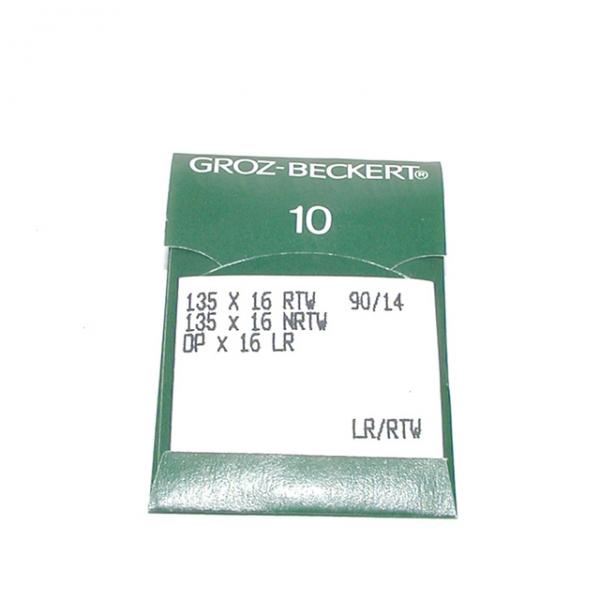 GROZ-BECKERT®
10
135 X 16 RTW 90/14
135 x 16 NRTW
DP x 16 LR
LR/RTW